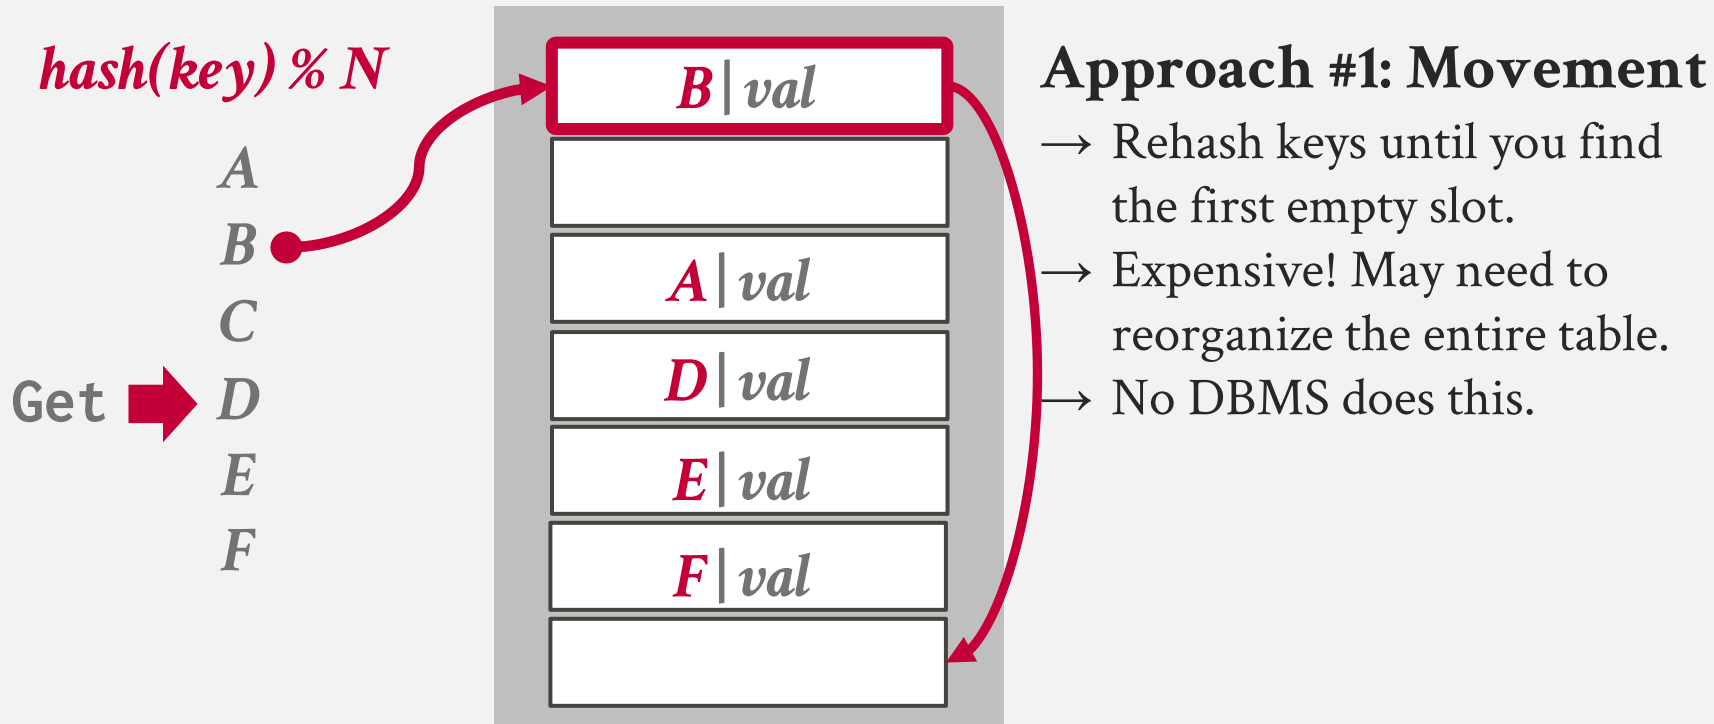 hash(key) % N
A
B
C
Get
D
E
F
B|val
A|val
D|val
E|val
F|val
Approach #1: Movement
→ Rehash keys until you find
the first empty slot.
→ Expensive! May need to
reorganize the entire table.
→ No DBMS does this.